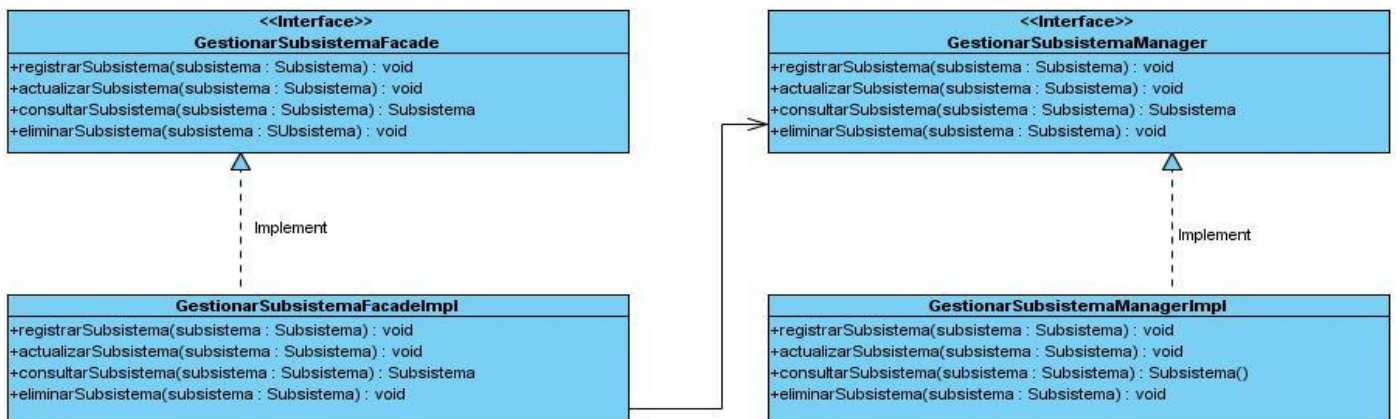 <<Interface>>
GestionarSubsistemaFacade
+registrarSubsistema(subsistema : Subsistema) : void
+actualizarSubsistema(subsistema : Subsistema) : void
+consultarSubsistema(subsistema : Subsistema) : Subsistema
+eliminarSubsistema(subsistema : SUbsistema) : void
<<Interface>>
GestionarSubsistemaManager
+registrarSubsistema(subsistema : Subsistema) : void
+actualizarSubsistema(subsistema : Subsistema) : void
+consultarSubsistema(subsistema : Subsistema) : Subsistema
+eliminarSubsistema(subsistema : Subsistema) : void
Implement
Implement
GestionarSubsistemaFacadeImpl
+registrarSubsistema(subsistema : Subsistema) : void
+actualizarSubsistema(subsistema : Subsistema) : void
+consultarSubsistema(subsistema : Subsistema) : Subsistema
+eliminarSubsistema(subsistema : Subsistema) : void
GestionarSubsistemaManagerImpl
+registrarSubsistema(subsistema : Subsistema) : void
+actualizarSubsistema(subsistema : Subsistema) : void
+consultarSubsistema(subsistema : Subsistema) : Subsistema()
+eliminarSubsistema(subsistema : Subsistema) : void